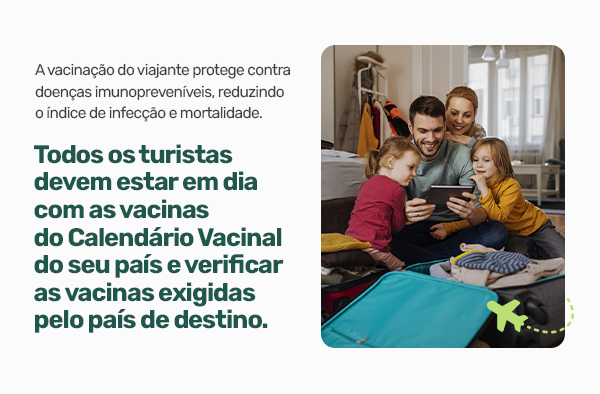 A vacinação do viajante protege contra
doenças imunopreveníveis, reduzindo
o índice de infecção e mortalidade.
Todos os turistas
devem estar em dia
com as vacinas
do Calendário Vacinal
do seu país e verificar
as vacinas exigidas
pelo país de destino.